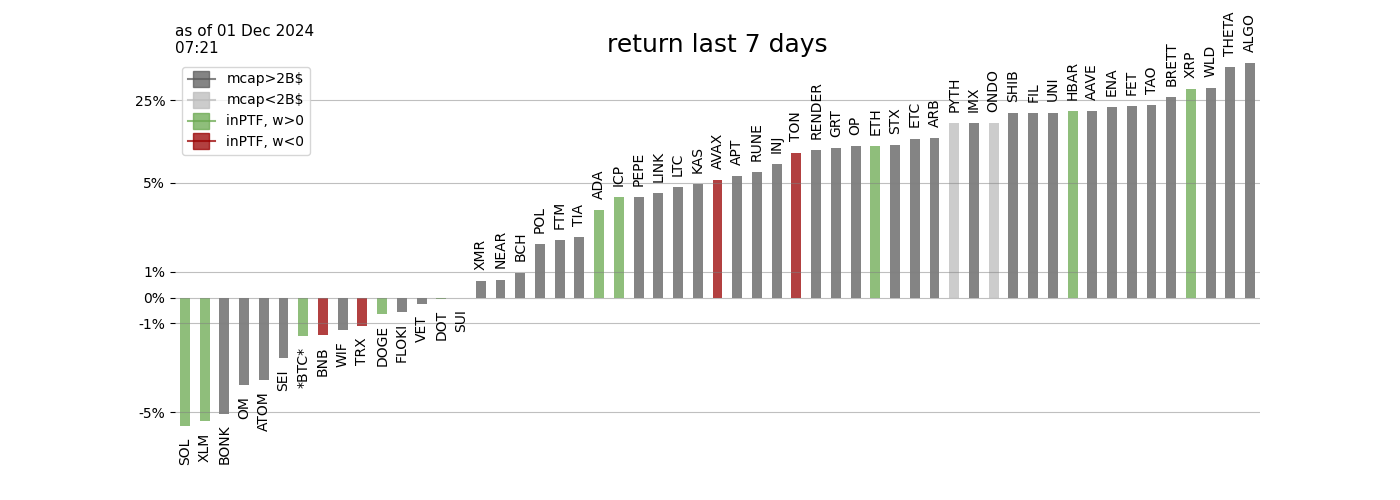 as of 01 Dec 2024
07:21
return last 7 days
mcap>2B$
mcap<2B$
inPTF, w>0
inPTF, w<0
25%
5%
1%
0%
-1%
-5%
SOL
XLM
BONK
OM
ATOM
SEI
*BTC*
BNB
WIF
TRX
DOGE
FLOKI
VET
DOT
SUI
XMR
NEAR
BCH
POL
FTM
TIA
ADA
ICP
PEPE
LINK
LTC
KAS
AVAX
APT
RUNE
INJ
TON
RENDER
GRT
OP
ETH
STX
ETC
ARB
PYTH
IMX
ONDO
SHIB
FIL
UNI
HBAR
AAVE
ENA
FET
TAO
BRETT
XRP
WLD
THETA
ALGO